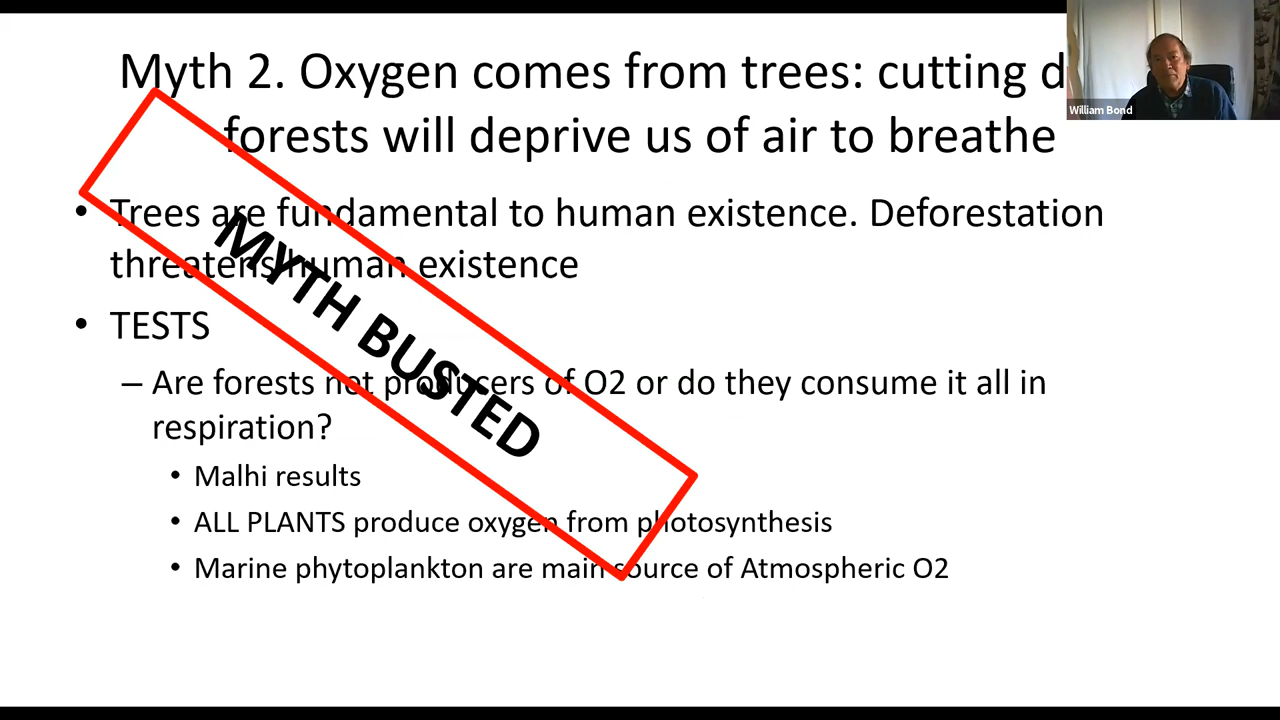 Myth 2. Oxygen comes from trees: cutting d
forests will deprive us of air to breathe
William Bond
• Trees are fundamental to human existence. Deforestation
threatens human existence
• TESTS
– Are forests net producers of O2 or do they consume it all in
respiration?
• Malhi results
• ALL PLANTS produce oxygen from photosynthesis
• Marine phytoplankton are main source of Atmospheric O2
MYTH BUSTED